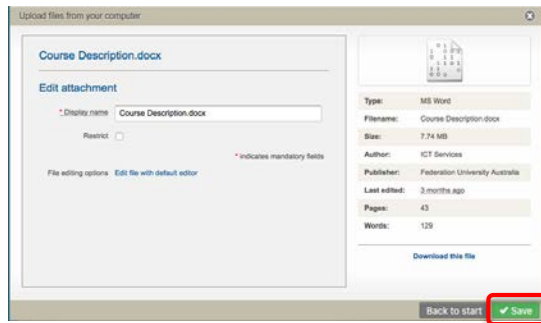 Upload files from your computer
Course Description.docx
Edit attachment
* Display name Course Description.docx
Restrict
* indicates mandatory fields
File editing options Edit file with default editor
Type: MS Word
Filename: Course Description.docx
Size: 7.74 MB
Author: ICT Services
Publisher: Federation University Australia
Last edited: 3 months ago
Pages: 43
Words: 129
Download this file
Back to start ✔ Save